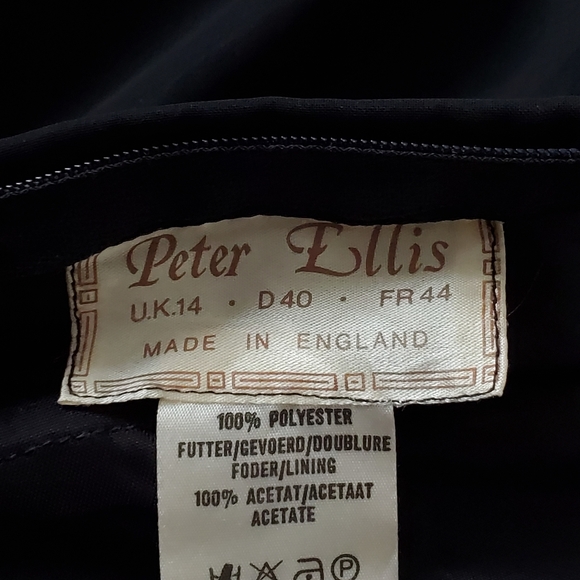 Peter Ellis
U.K.14 · D40 · FR44
MADE IN ENGLAND
100% POLYESTER
FUTTER/GEVOERD/DOUBLURE
FODER/LINING
100% ACETAT/ACETAAT
ACETATE
P